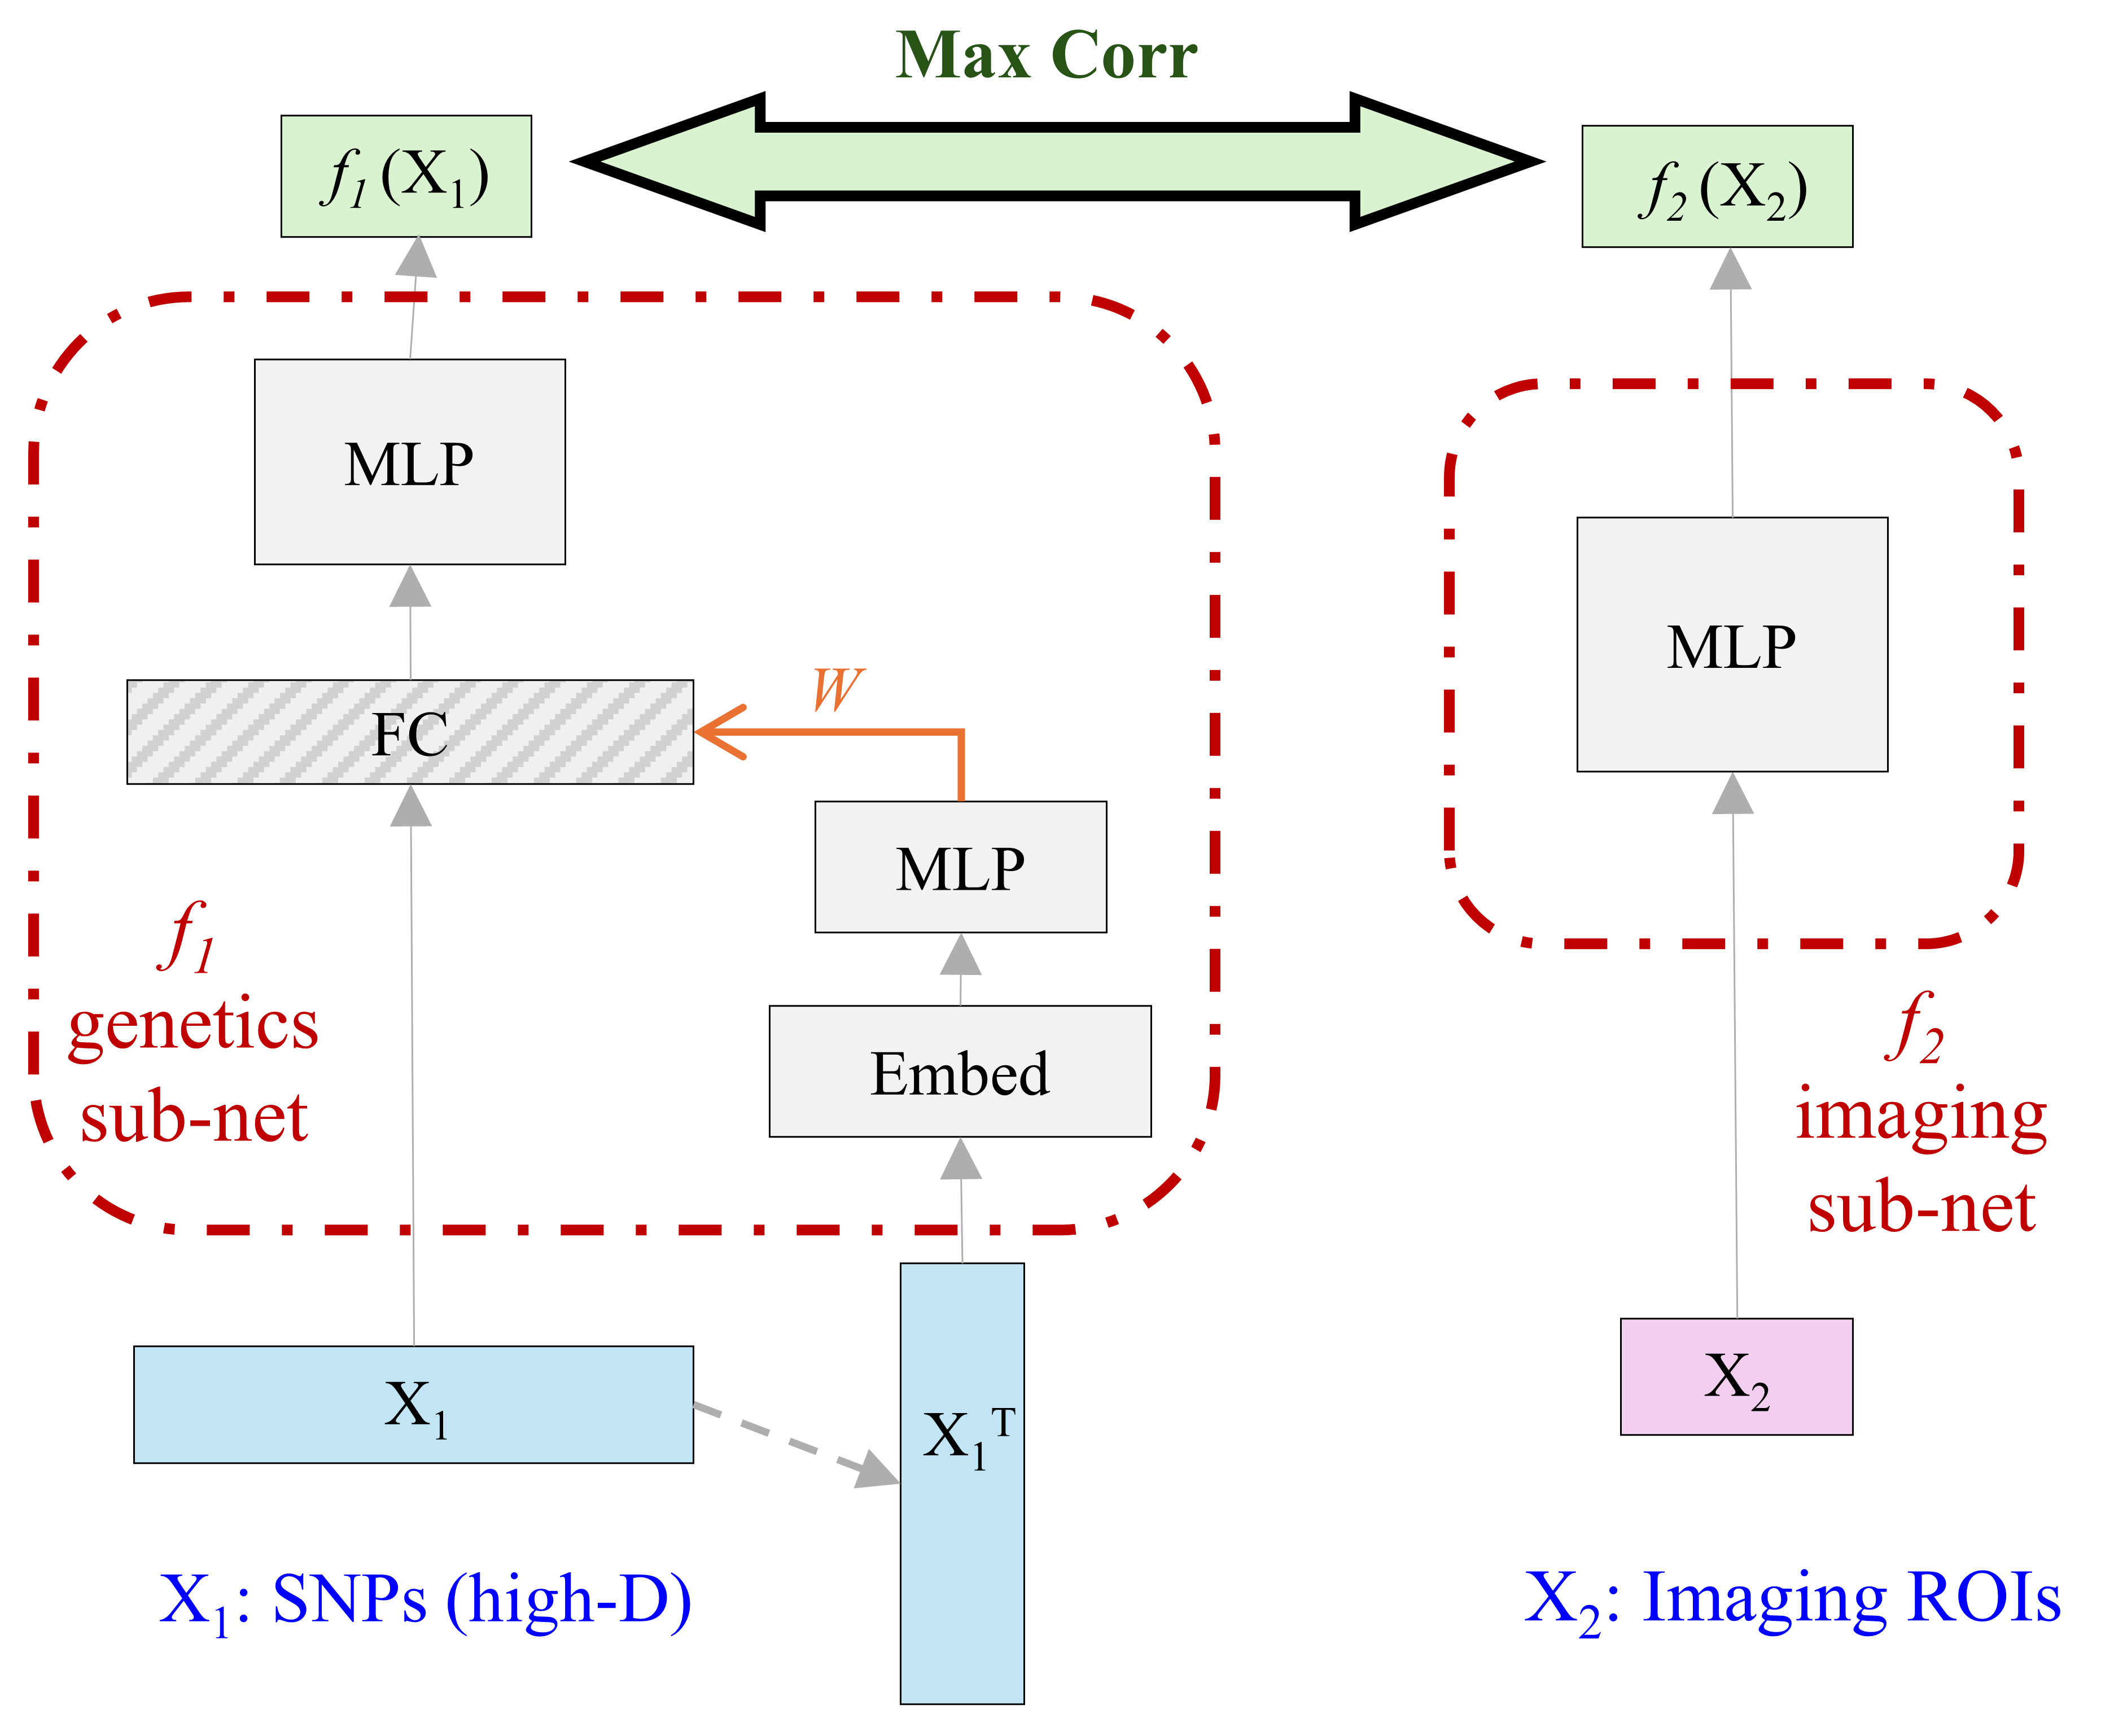 Max Corr
f1 (X1)
f2 (X2)
MLP
MLP
FC
W
MLP
f1
genetics
sub-net
Embed
f2
imaging
sub-net
X1
X1T
X2
X1: SNPs (high-D)
X2: Imaging ROIs